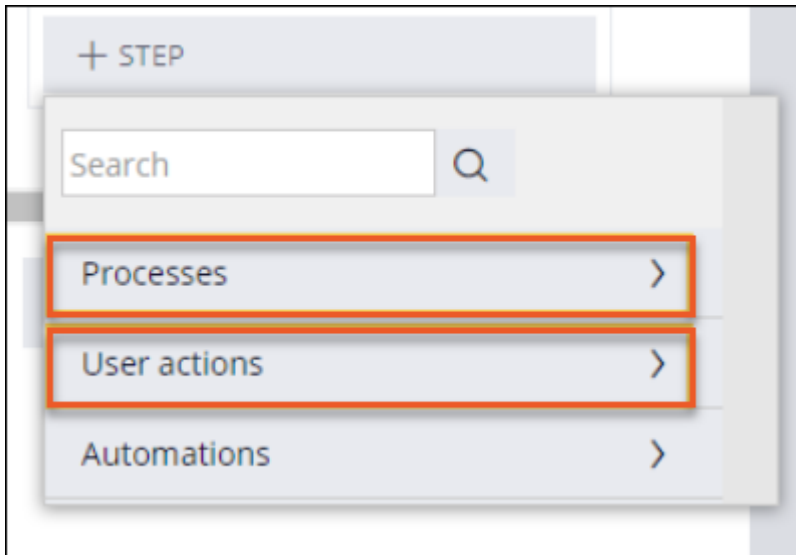 + STEP
Search
Processes
User actions
Automations